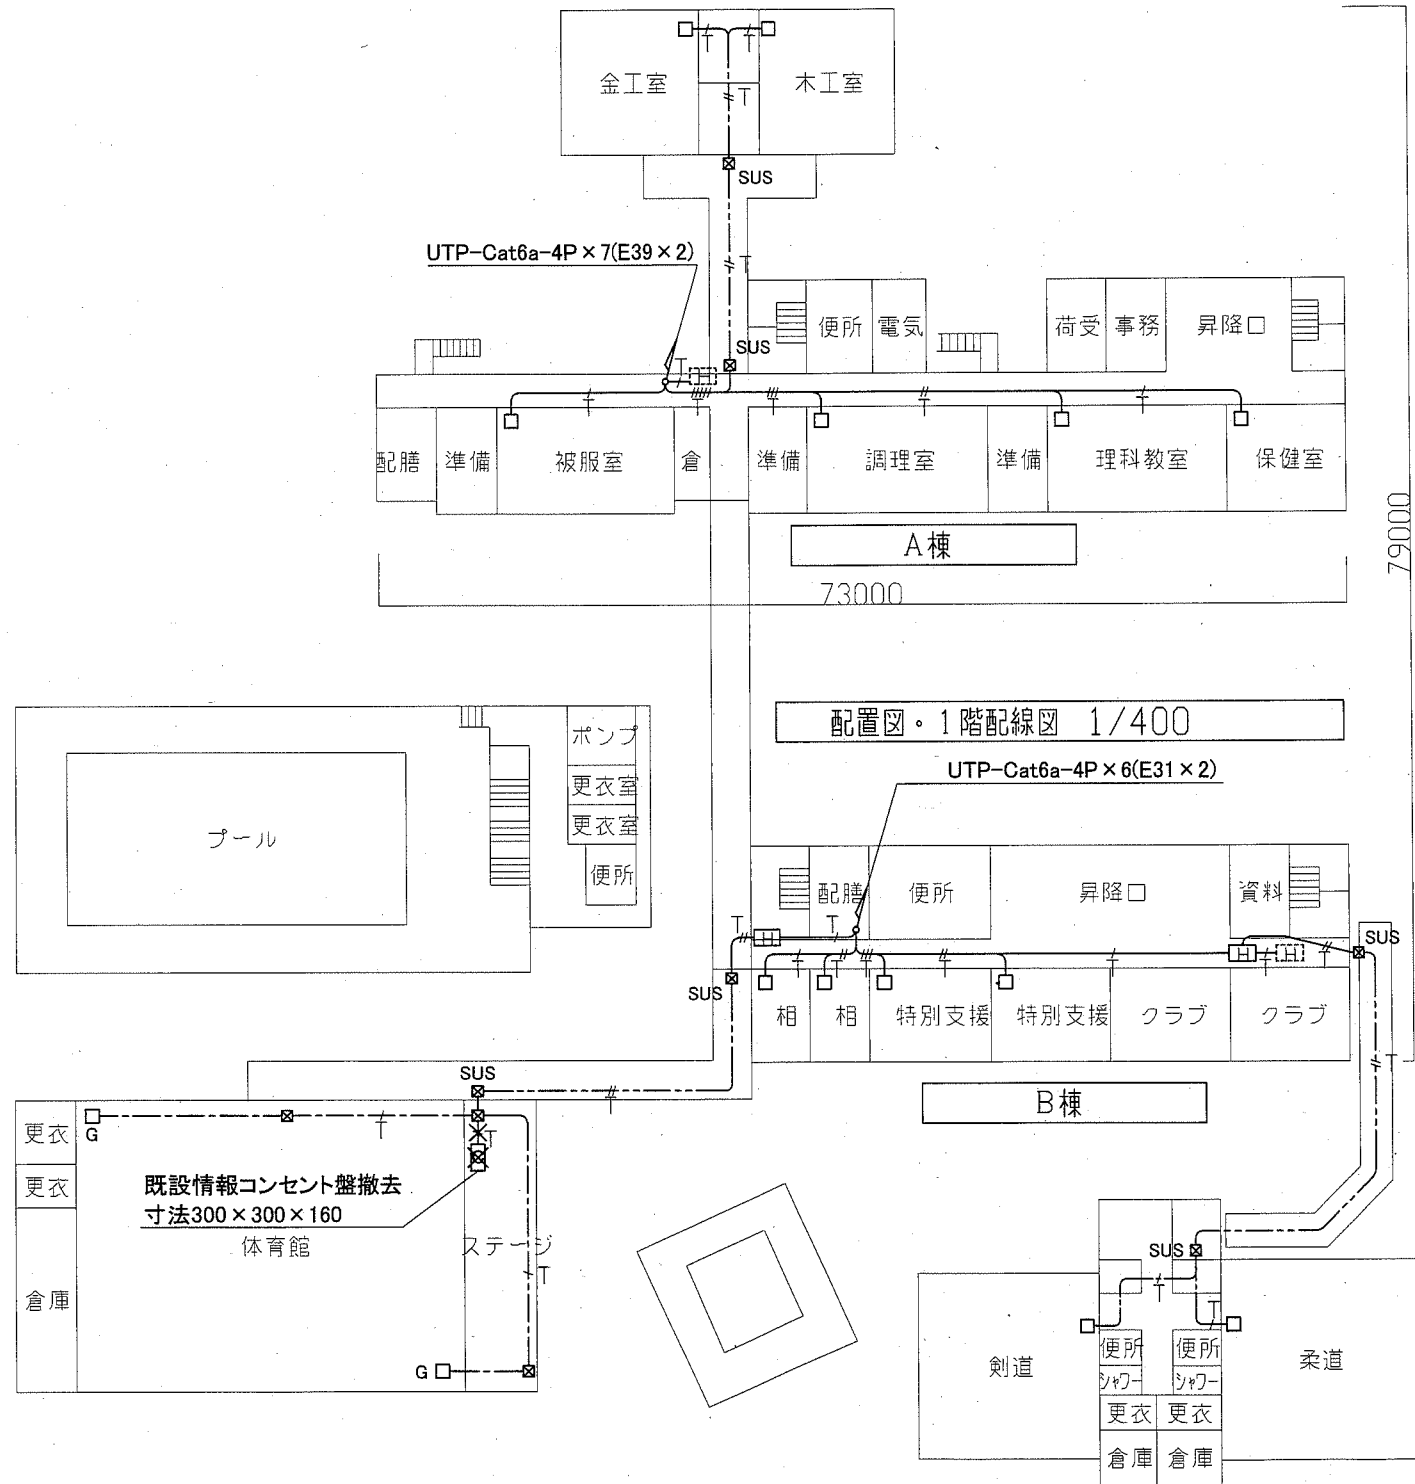 金工室
木工室
T
T
T
SUS
UTP-Cat6a-4P×7(E39×2)
T
便所
電気
荷受
事務
昇降口
SUS
T
H
T
T
T
T
T
配膳
準備
被服室
倉
準備
調理室
準備
理科教室
保健室
A棟
73000
79000
配置図・1階配線図 1/400
UTP-Cat6a-4P×6(E31×2)
ポンプ
更衣室
更衣室
便所
プール
配膳
便所
昇降口
資料
T
H
T
H
H
SUS
T
T
T
T
T
T
T
SUS
相
相
特別支援
特別支援
クラブ
クラブ
T
B棟
SUS
T
更衣
G
T
T
更衣
既設情報コンセント盤撤去
寸法300×300×160
体育館
ステージ
T
倉庫
G
SUS
T
T
剣道
便所
便所
柔道
シャワー
シャワー
更衣
更衣
倉庫
倉庫